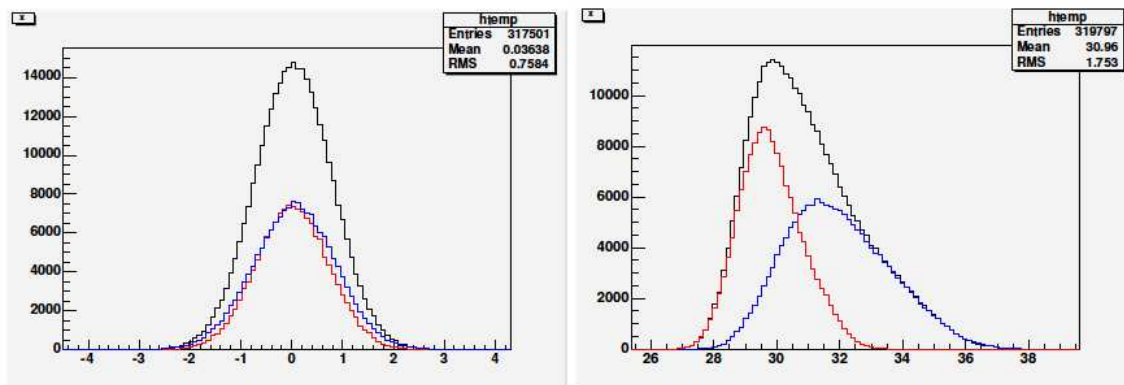 x
htemp
Entries 317501
Mean 0.03638
RMS 0.7584
14000
12000
10000
8000
6000
4000
2000
0
-4 -3 -2 -1 0 1 2 3 4
x
htemp
Entries 319797
Mean 30.96
RMS 1.753
10000
8000
6000
4000
2000
0
26 28 30 32 34 36 38